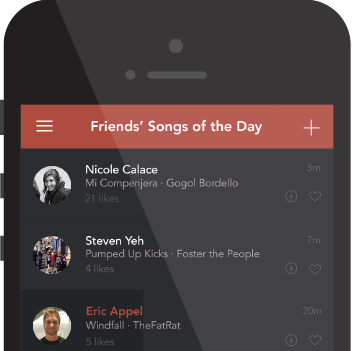 Friends' Songs of the Day
Nicole Calace
5m
Mi Compenjera · Gogol Bordello
21 likes
Steven Yeh
7m
Pumped Up Kicks · Foster the People
4 likes
Eric Appel
20m
Windfall · TheFatRat
5 likes